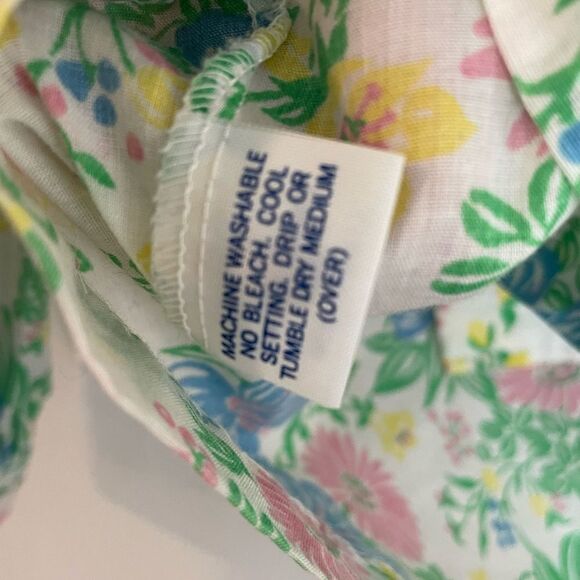 MACHINE WASHABLE
NO BLEACH. COOL
SETTING. DRIP OR
TUMBLE DRY MEDIUM
(OVER)